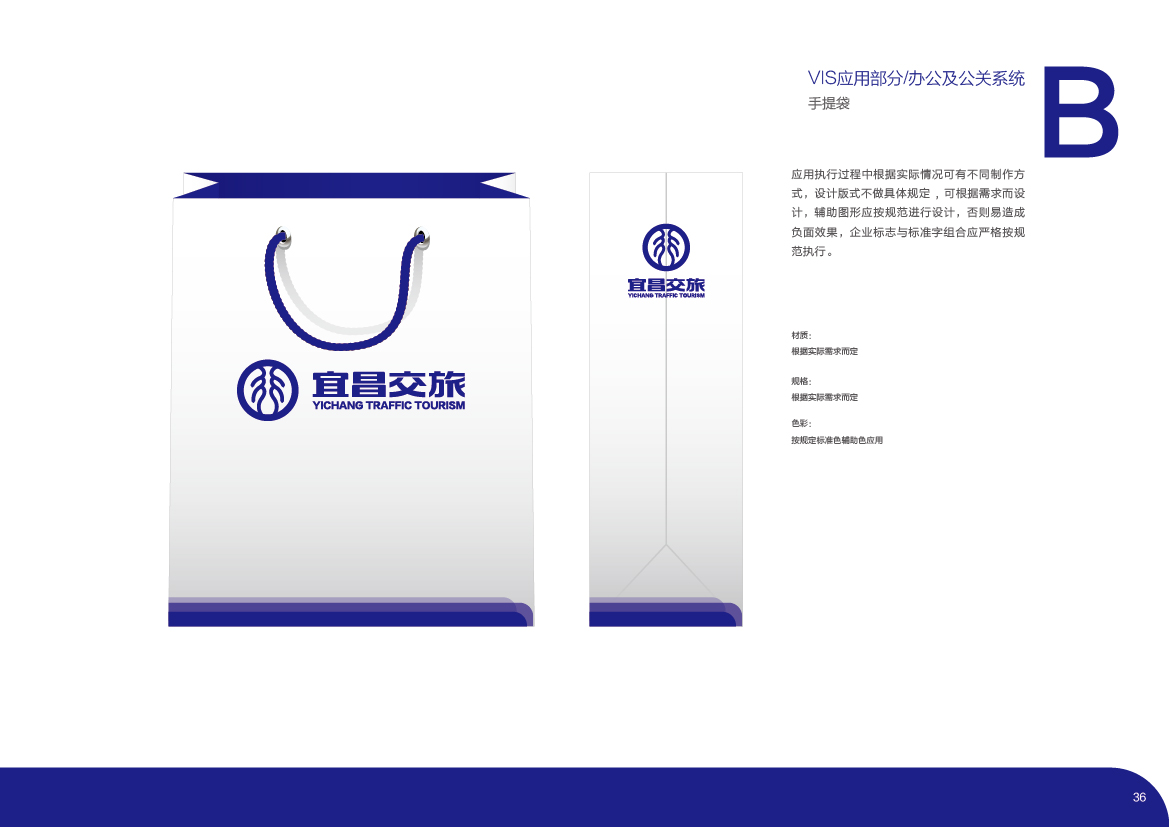 VIS应用部分/办公及公关系统
手提袋
B
应用执行过程中根据实际情况可有不同制作方
式，设计版式不做具体规定，可根据需求而设
计，辅助图形应按规范进行设计，否则易造成
负面效果，企业标志与标准字组合应严格按规
范执行。
宜昌交旅
YICHANG TRAFFIC TOURISM
宜昌交旅
YICHANG TRAFFIC TOURISM
材质：
根据实际需求而定
规格：
根据实际需求而定
色彩：
按规定标准色辅助色应用
36